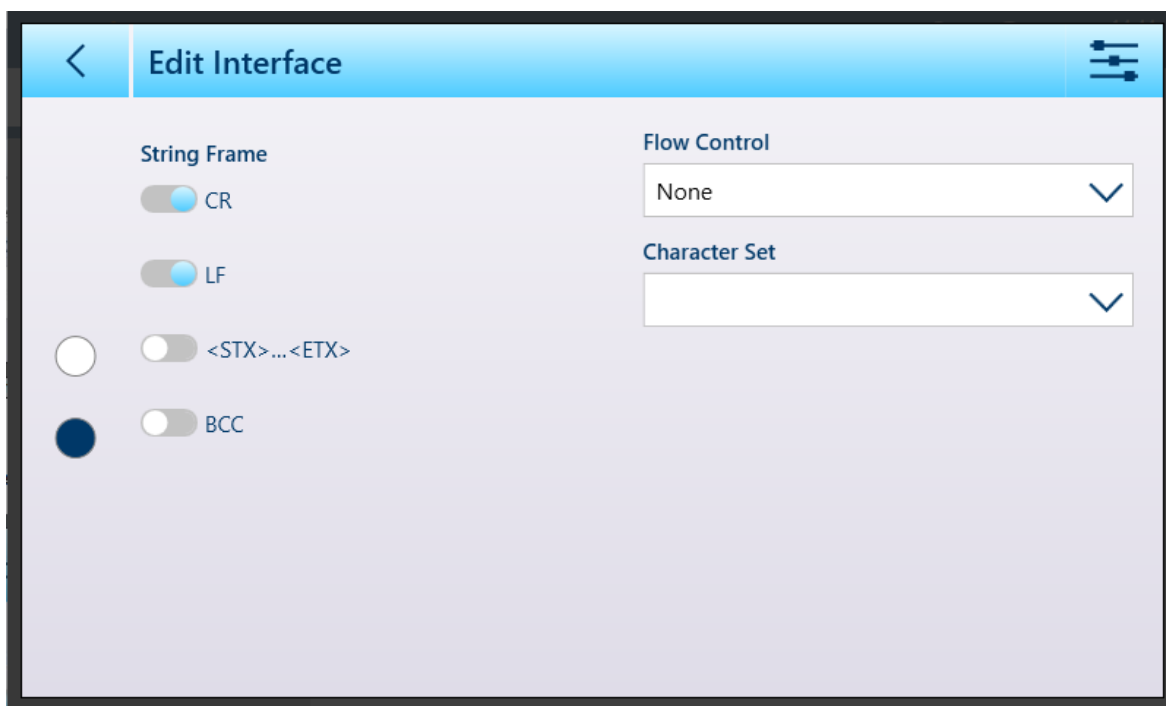 Edit Interface
String Frame
CR
LF
<STX>...<ETX>
BCC
Flow Control
None
Character Set